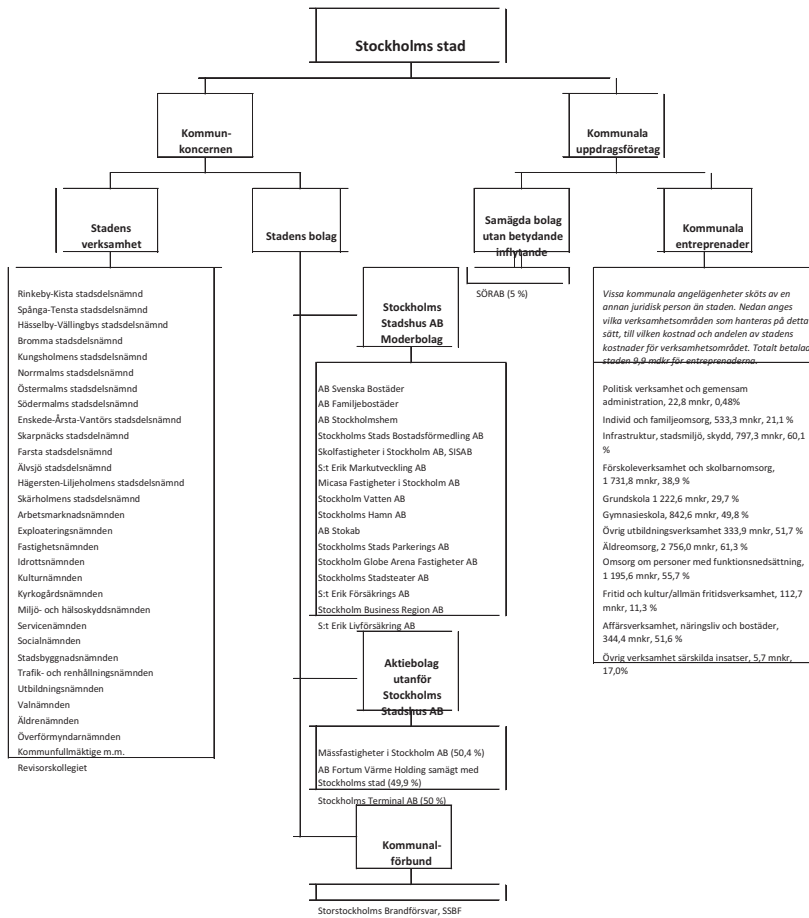 Stockholms stad
Kommun-
koncernen
Kommunala
uppdragsföretag
Stadens
verksamhet
Stadens bolag
Samägda bolag
utan betydande
inflytande
Kommunala
entreprenader
Rinkeby-Kista stadsdelsnämnd
Spånga-Tensta stadsdelsnämnd
Hässelby-Vällingbys stadsdelsnämnd
Bromma stadsdelsnämnd
Kungsholmens stadsdelsnämnd
Norrmalms stadsdelsnämnd
Östermalms stadsdelsnämnd
Södermalms stadsdelsnämnd
Enskede-Årsta-Vantörs stadsdelsnämnd
Skarpnäcks stadsdelnämnd
Farsta stadsdelsnämnd
Älvsjö stadsdelnämnd
Hägersten-Liljeholmens stadsdelsnämnd
Skärholmens stadsdelnämnd
Arbetsmarknadsnämnden
Exploateringsnämnden
Fastighetsnämnden
Idrottsnämnden
Kulturnämnden
Kyrkogårdsnämnden
Miljö- och hälsoskyddsnämnden
Servicenämnden
Socialnämnden
Stadsbyggnadsnämnden
Trafik- och renhållningsnämnden
Utbildningsnämnden
Valnämnden
Äldrenämnden
Överförmyndarnämnden
Kommunfullmäktige m.m.
Revisorskollegiet
Stockholms
Stadshus AB
Moderbolag
AB Svenska Bostäder
AB Familjebostäder
AB Stockholmshem
Stockholms Stads Bostadsförmedling AB
Skolfastigheter i Stockholm AB, SISAB
S:t Erik Markutveckling AB
Micasa Fastigheter i Stockholm AB
Stockholm Vatten AB
Stockholms Hamn AB
AB Stokab
Stockholms Stads Parkerings AB
Stockholm Globe Arena Fastigheter AB
Stockholms Stadsteater AB
S:t Erik Försäkrings AB
Stockholm Business Region AB
S:t Erik Livförsäkring AB
Aktiebolag
utanför
Stockholms
Stadshus AB
Mässfastigheter i Stockholm AB (50,4 %)
AB Fortum Värme Holding samägt med
Stockholms stad (49,9 %)
Stockholms Terminal AB (50 %)
Kommunal-
förbund
Storstockholms Brandförsvar, SSBF
SÖRAB (5 %)
Vissa kommunala angelägenheter sköts av en
annan juridisk person än staden. Nedan anges
vilka verksamhetsområden som hanteras på detta
sätt, till vilken kostnad och andelen av stadens
kostnader för verksamhetsområdet. Totalt betalade
staden 9,9 mdkr för entreprenaderna.
Politisk verksamhet och gemensam
administration, 22,8 mnkr, 0,48%
Individ och familjeomsorg, 533,3 mnkr, 21,1 %
Infrastruktur, stadsmiljö, skydd, 797,3 mnkr, 60,1
%
Förskoleverksamhet och skolbarnomsorg,
1 731,8 mnkr, 38,9 %
Grundskola 1 222,6 mnkr, 29,7 %
Gymnasieskola, 842,6 mnkr, 49,8 %
Övrig utbildningsverksamhet 333,9 mnkr, 51,7 %
Äldreomsorg, 2 756,0 mnkr, 61,3 %
Omsorg om personer med funktionsnedsättning,
1 195,6 mnkr, 55,7 %
Fritid och kultur/allmän fritidsverksamhet, 112,7
mnkr, 11,3 %
Affärsverksamhet, näringsliv och bostäder,
344,4 mnkr, 51,6 %
Övrig verksamhet särskilda insatser, 5,7 mnkr,
17,0%